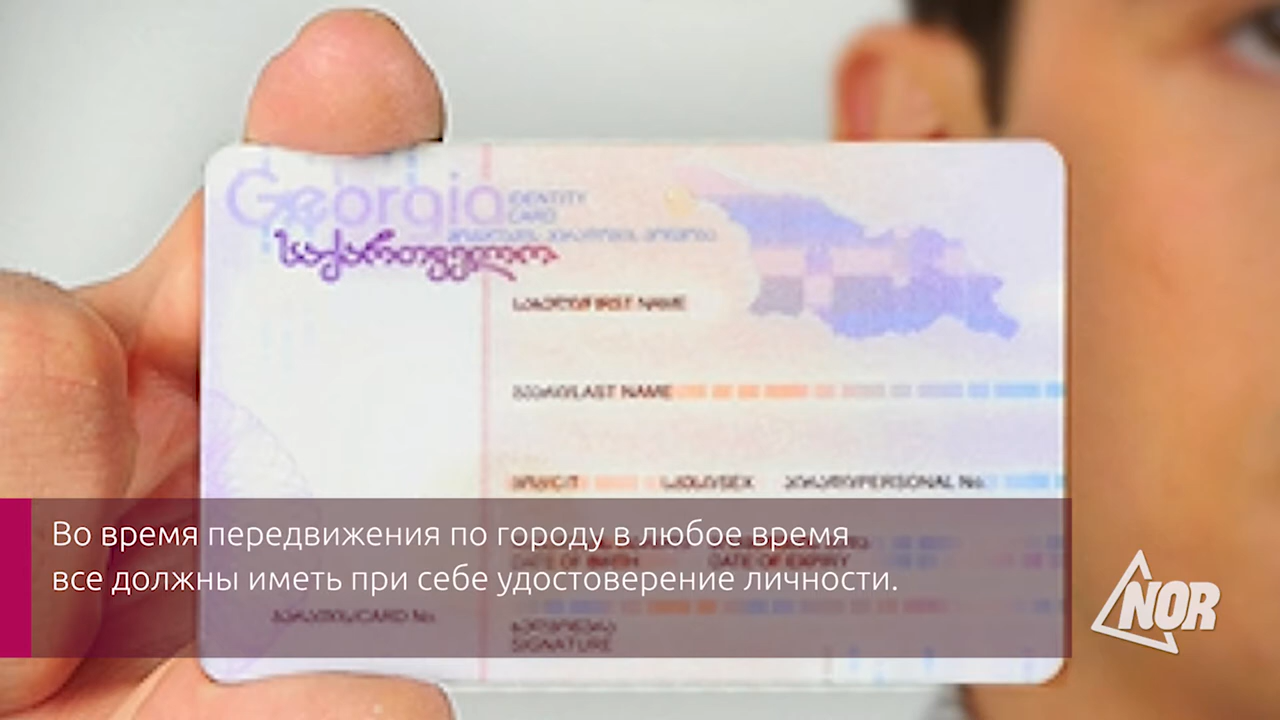 Georgia
IDENTITY
CARD
საქართველო
FIRST NAME
LAST NAME
SEX
PERSONAL No.
Во время передвижения по городу в любое время
DATE OF BIRTH DATE OF EXPIRY
все должны иметь при себе удостоверение личности.
CARD No
SIGNATURE
NOR